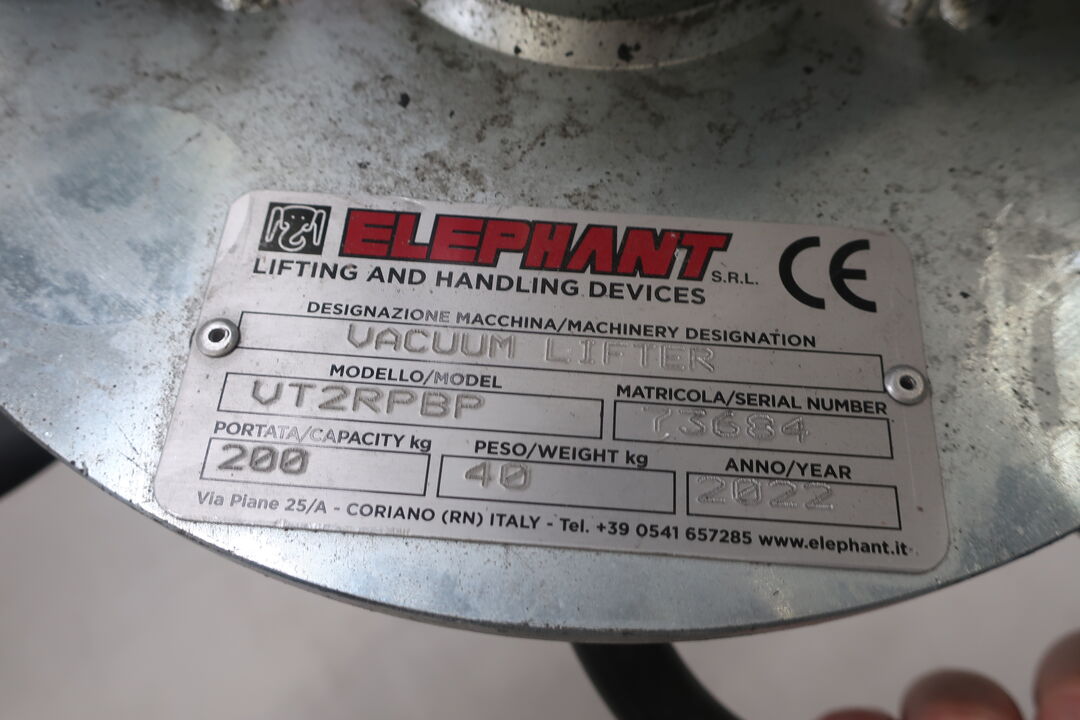 ELEPHANT S.R.L. CE
LIFTING AND HANDLING DEVICES
DESIGNAZIONE MACCHINA/MACHINERY DESIGNATION
VACUUM LIFTER
MODELLO/MODEL
VT2RPBP
MATRICOLA/SERIAL NUMBER
73684
PORTATA/CAPACITY kg
200
PESO/WEIGHT kg
40
ANNO/YEAR
2022
Via Piane 25/A - CORIANO (RN) ITALY - Tel. +39 0541 657285 www.elephant.it